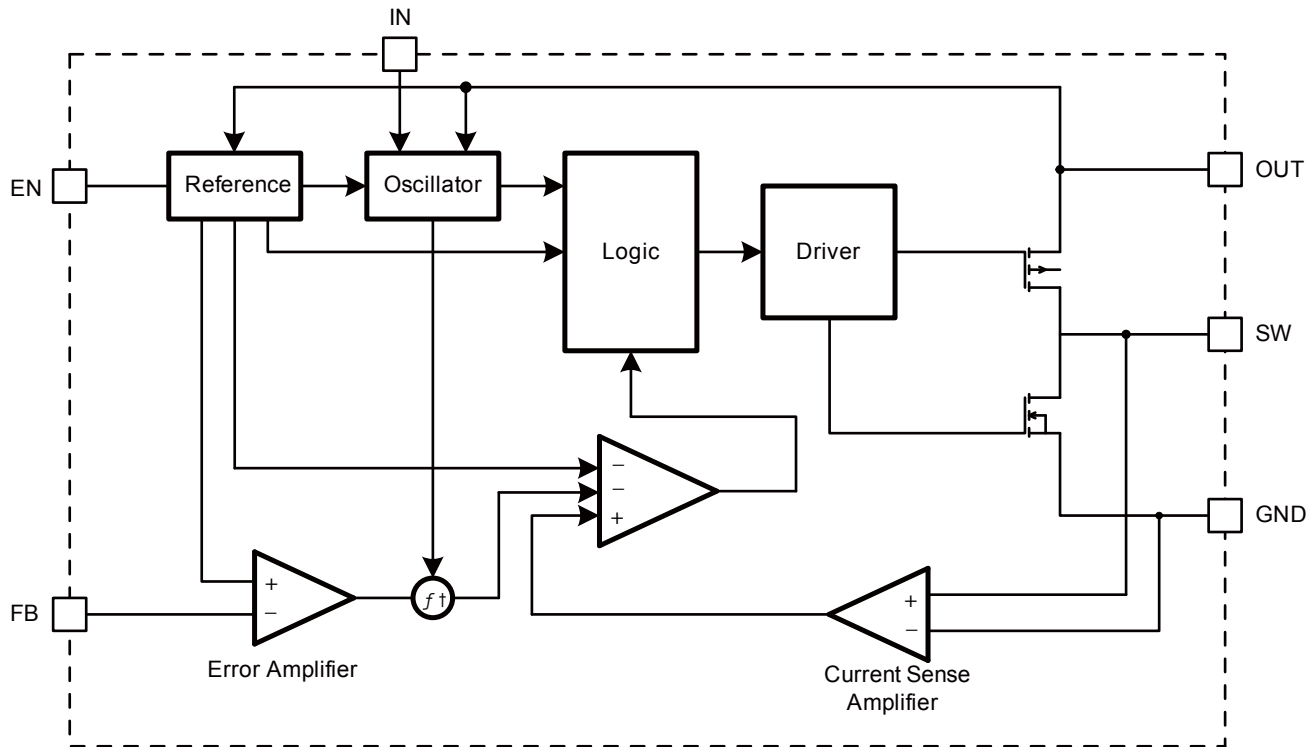 IN
EN
Reference
Oscillator
OUT
Logic
Driver
SW
−
−
+
GND
+
−
ƒ†
+
−
FB
Error Amplifier
Current Sense
Amplifier